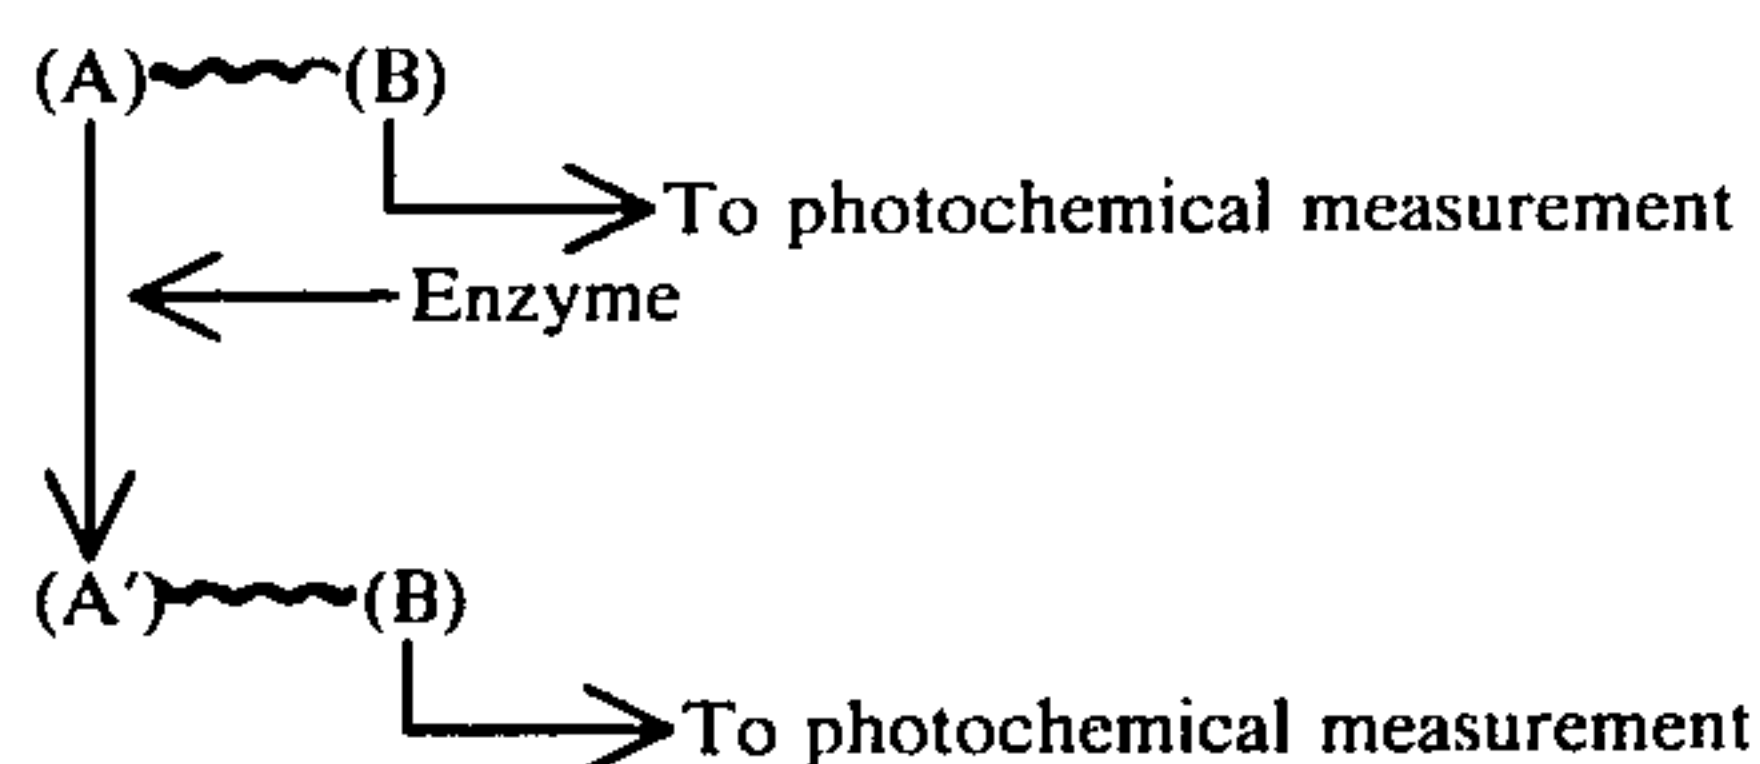 (A) (B)
To photochemical measurement
Enzyme
(A′) (B)
To photochemical measurement